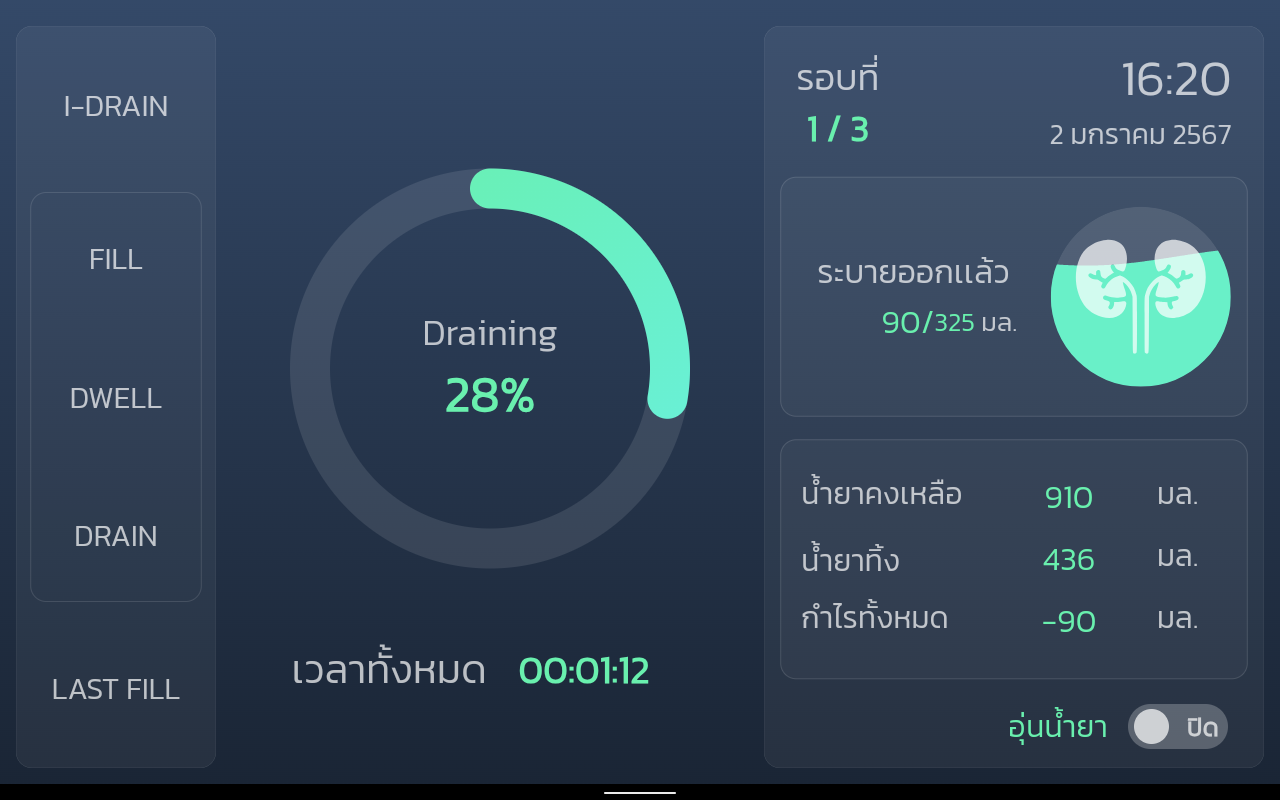 I-DRAIN
FILL
DWELL
DRAIN
LAST FILL
Draining
28%
เวลาทั้งหมด 00:01:12
รอบที่
1 / 3
16:20
2 มกราคม 2567
ระบายออกแล้ว
90/325 มล.
น้ำยาคงเหลือ 910 มล.
น้ำยาทิ้ง 436 มล.
กำไรทั้งหมด -90 มล.
อุ่นน้ำยา ปิด